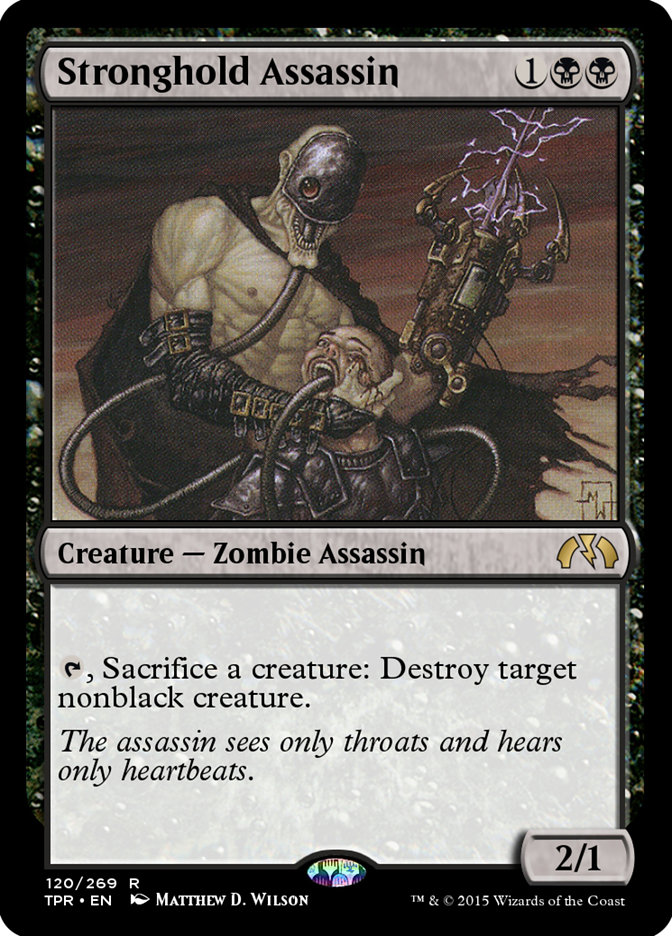 Stronghold Assassin 1
MW
Creature — Zombie Assassin
, Sacrifice a creature: Destroy target
nonblack creature.
The assassin sees only throats and hears
only heartbeats.
2/1
120/269 R
TPR • EN Matthew D. Wilson ™ & © 2015 Wizards of the Coast